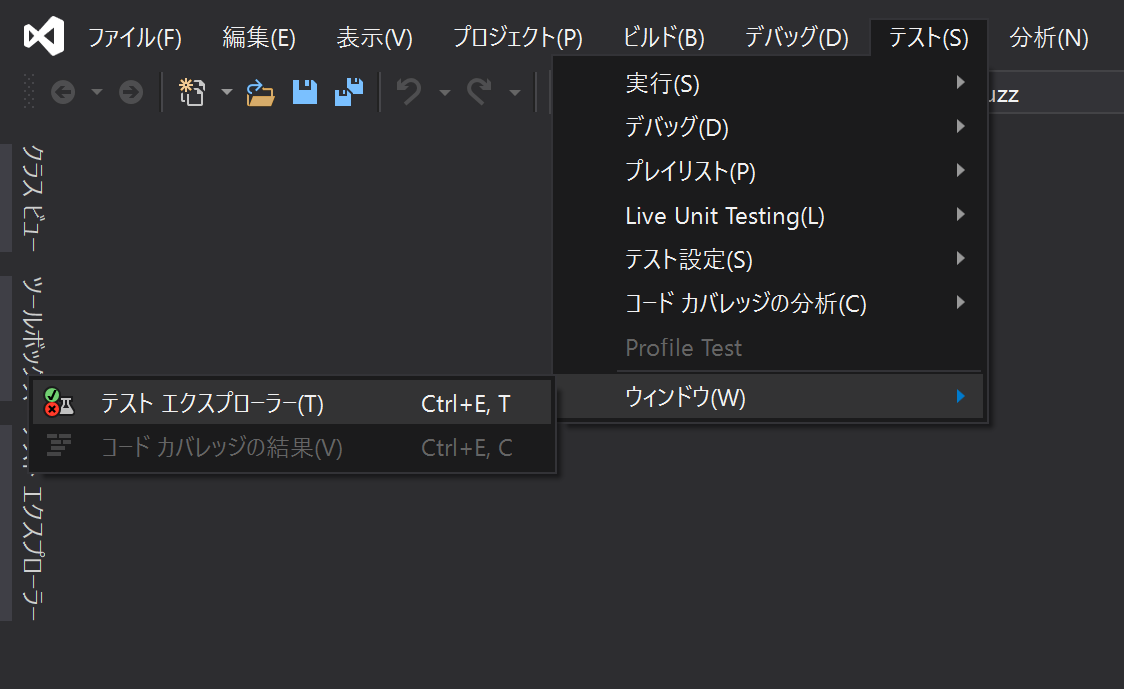 ファイル(F) 編集(E) 表示(V) プロジェクト(P) ビルド(B) デバッグ(D) テスト(S) 分析(N)
実行(S)
デバッグ(D)
プレイリスト(P)
Live Unit Testing(L)
テスト設定(S)
コード カバレッジの分析(C)
Profile Test
ウィンドウ(W)
テスト エクスプローラー(T) Ctrl+E, T
コード カバレッジの結果(V) Ctrl+E, C
uzz
クラス ビュー
ツールボックス
エクスプローラー